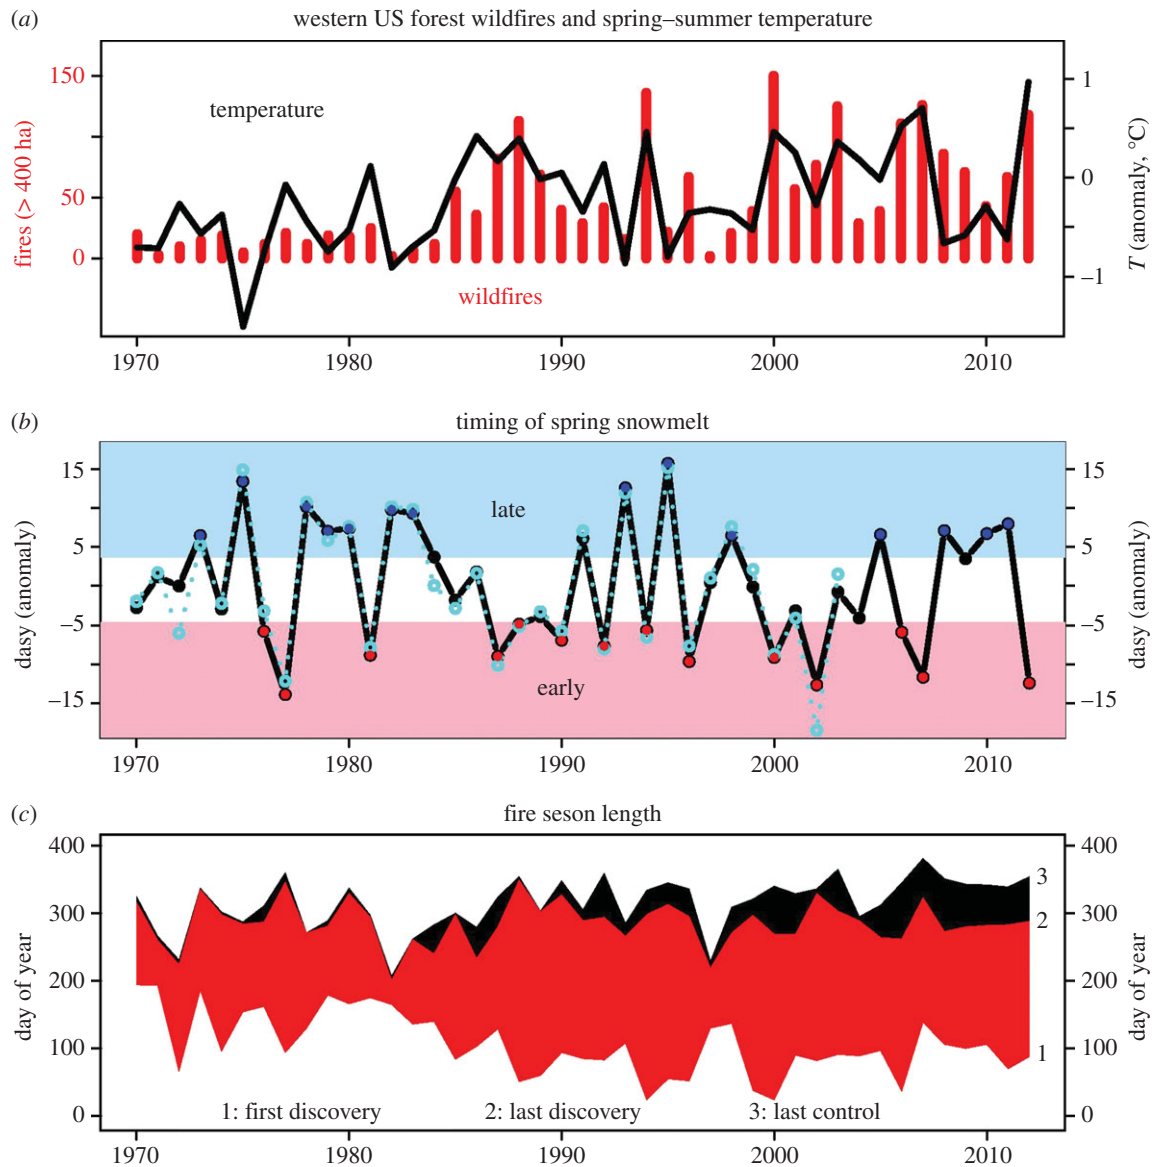 (a) western US forest wildfires and spring–summer temperature
150
50
0
fires (> 400 ha)
temperature
wildfires
1
0
–1
T (anomaly, °C)
1970 1980 1990 2000 2010
(b) timing of spring snowmelt
15
5
–5
–15
dasy (anomaly)
late
early
15
5
–5
–15
dasy (anomaly)
1970 1980 1990 2000 2010
(c) fire seson length
400
300
200
100
0
day of year
3
2
1
400
300
200
100
0
day of year
1: first discovery 2: last discovery 3: last control
1970 1980 1990 2000 2010